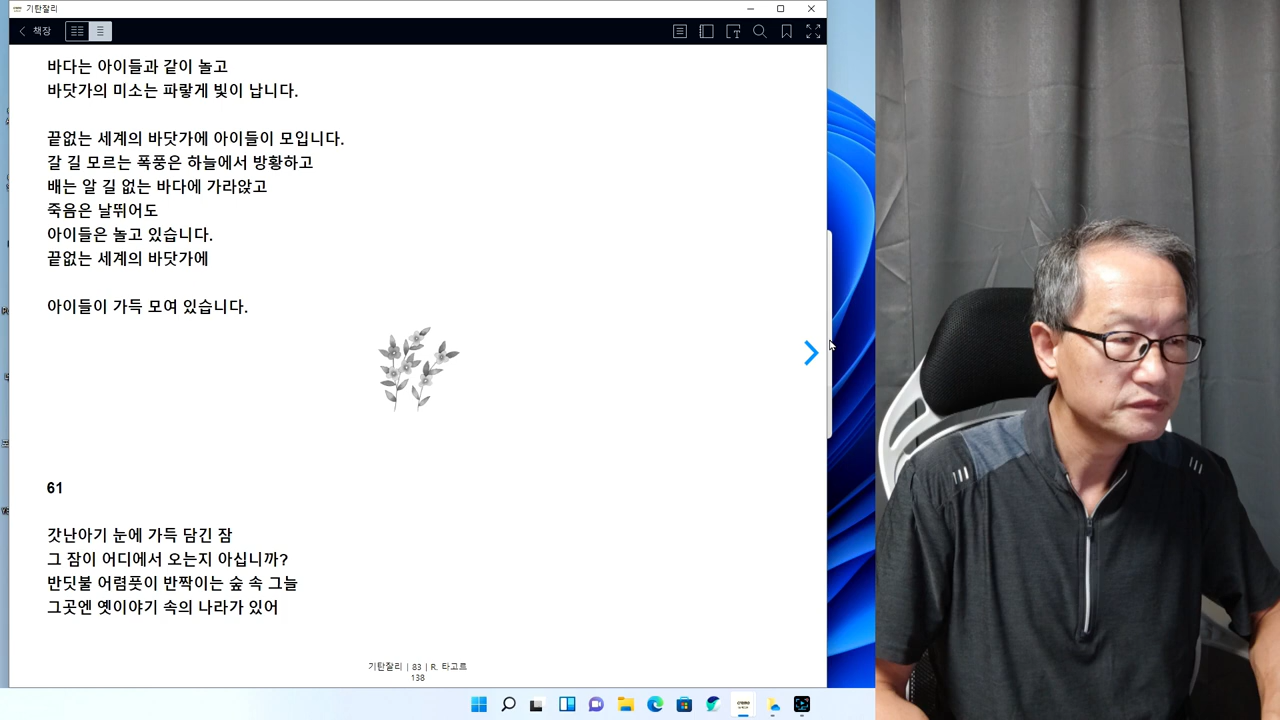 기탄잘리
책장
바다는 아이들과 같이 놀고
바닷가의 미소는 파랗게 빛이 납니다.
끝없는 세계의 바닷가에 아이들이 모입니다.
갈 길 모르는 폭풍은 하늘에서 방황하고
배는 알 길 없는 바다에 가라앉고
죽음은 날뛰어도
아이들은 놀고 있습니다.
끝없는 세계의 바닷가에
아이들이 가득 모여 있습니다.
61
갓난아기 눈에 가득 담긴 잠
그 잠이 어디에서 오는지 아십니까?
반딧불 어렴풋이 반짝이는 숲 속 그늘
그곳엔 옛이야기 속의 나라가 있어
기탄잘리 | 83 | R. 타고르
138